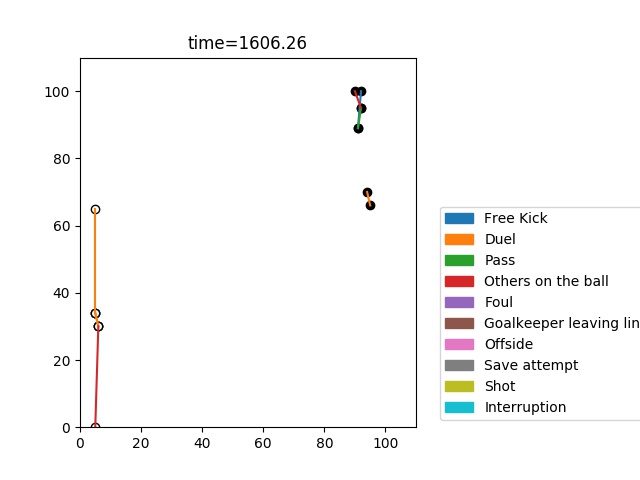 time=1606.26
100
80
60
40
20
0
0 20 40 60 80 100
Free Kick
Duel
Pass
Others on the ball
Foul
Goalkeeper leaving lin
Offside
Save attempt
Shot
Interruption